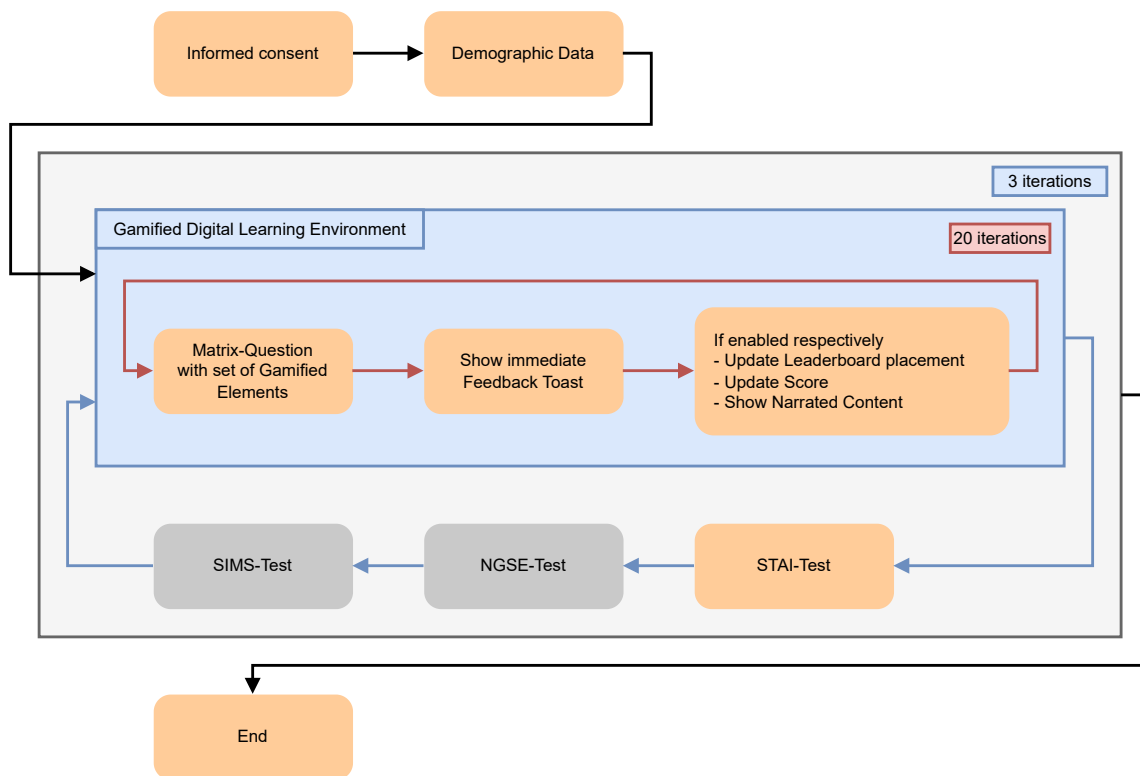 Informed consent
Demographic Data
3 iterations
Gamified Digital Learning Environment
20 iterations
Matrix-Question
with set of Gamified
Elements
Show immediate
Feedback Toast
If enabled respectively
- Update Leaderboard placement
- Update Score
- Show Narrated Content
SIMS-Test
NGSE-Test
STAI-Test
End